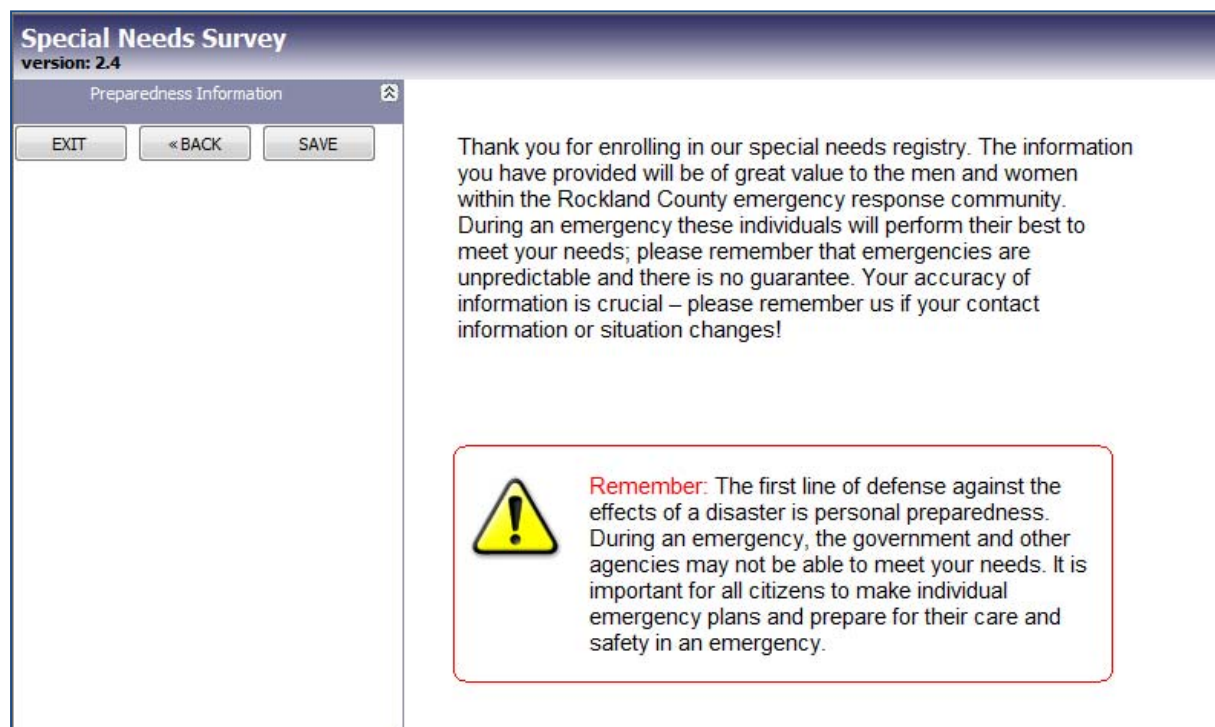 Special Needs Survey
version: 2.4
Preparedness Information
EXIT
«BACK
SAVE
Thank you for enrolling in our special needs registry. The information
you have provided will be of great value to the men and women
within the Rockland County emergency response community.
During an emergency these individuals will perform their best to
meet your needs; please remember that emergencies are
unpredictable and there is no guarantee. Your accuracy of
information is crucial – please remember us if your contact
information or situation changes!
Remember: The first line of defense against the
effects of a disaster is personal preparedness.
During an emergency, the government and other
agencies may not be able to meet your needs. It is
important for all citizens to make individual
emergency plans and prepare for their care and
safety in an emergency.